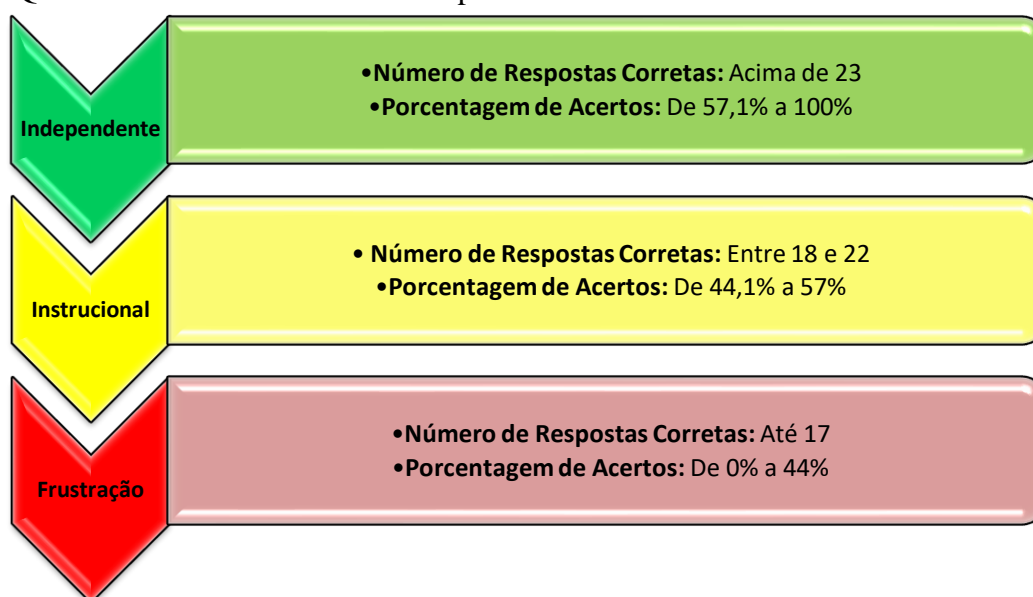 Independente
•Número de Respostas Corretas: Acima de 23
•Porcentagem de Acertos: De 57,1% a 100%
Instrucional
• Número de Respostas Corretas: Entre 18 e 22
•Porcentagem de Acertos: De 44,1% a 57%
Frustração
•Número de Respostas Corretas: Até 17
•Porcentagem de Acertos: De 0% a 44%